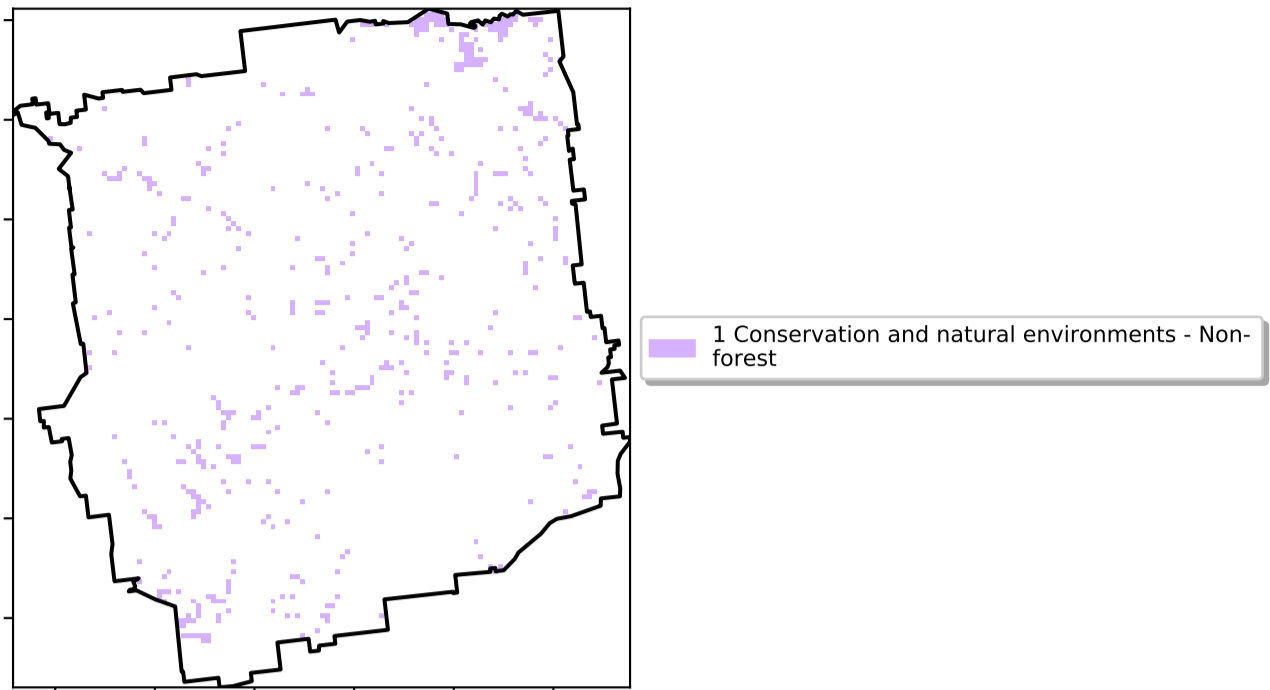 1 Conservation and natural environments - Non-
forest